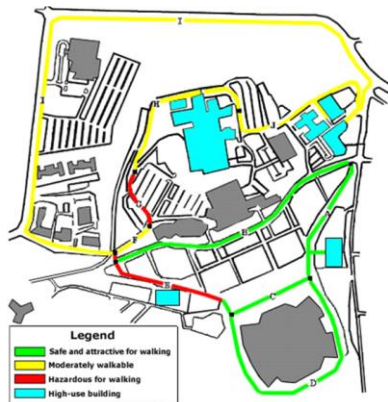 I
H
I
J
G
A
F
B
E
C
D
Legend
Safe and attractive for walking
Moderately walkable
Hazardous for walking
High-use building